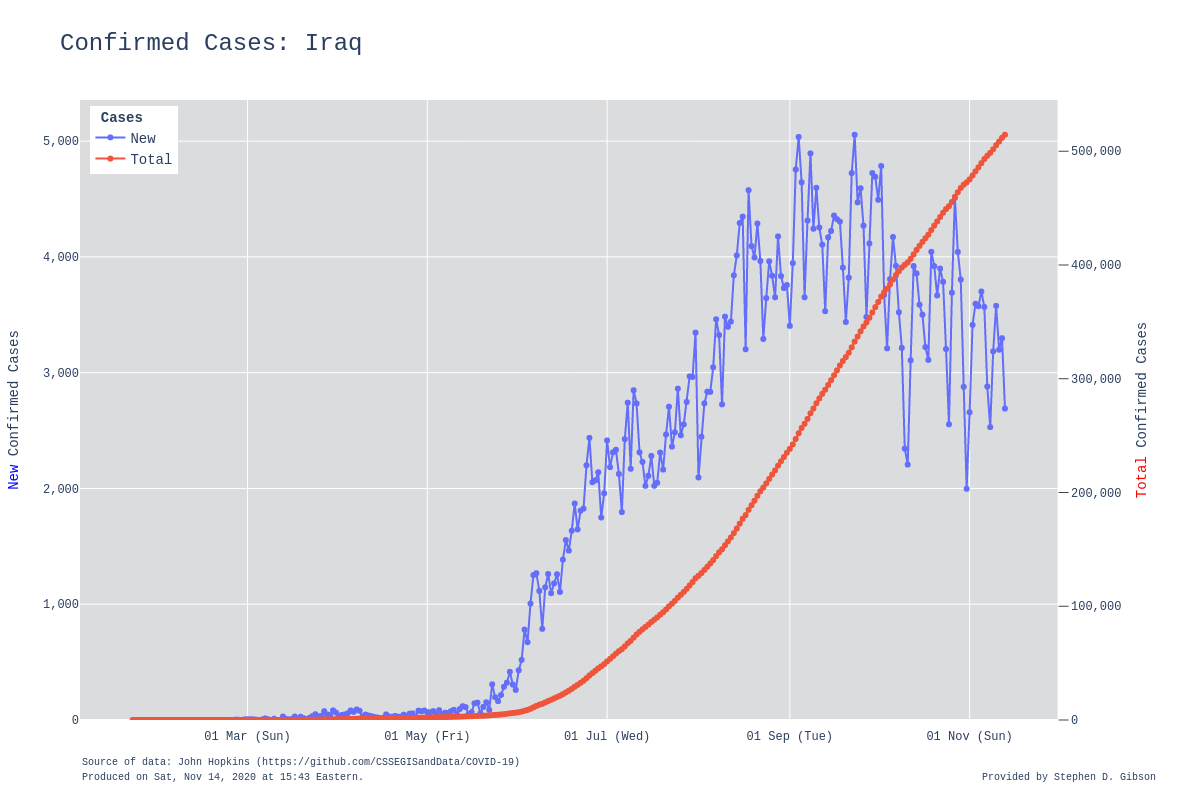 Confirmed Cases: Iraq
Cases
New
Total
5,000
4,000
3,000
2,000
1,000
0
New Confirmed Cases
500,000
400,000
300,000
200,000
100,000
0
Total Confirmed Cases
01 Mar (Sun)
01 May (Fri)
01 Jul (Wed)
01 Sep (Tue)
01 Nov (Sun)
Source of data: John Hopkins (https://github.com/CSSEGISandData/COVID-19)
Produced on Sat, Nov 14, 2020 at 15:43 Eastern.
Provided by Stephen D. Gibson